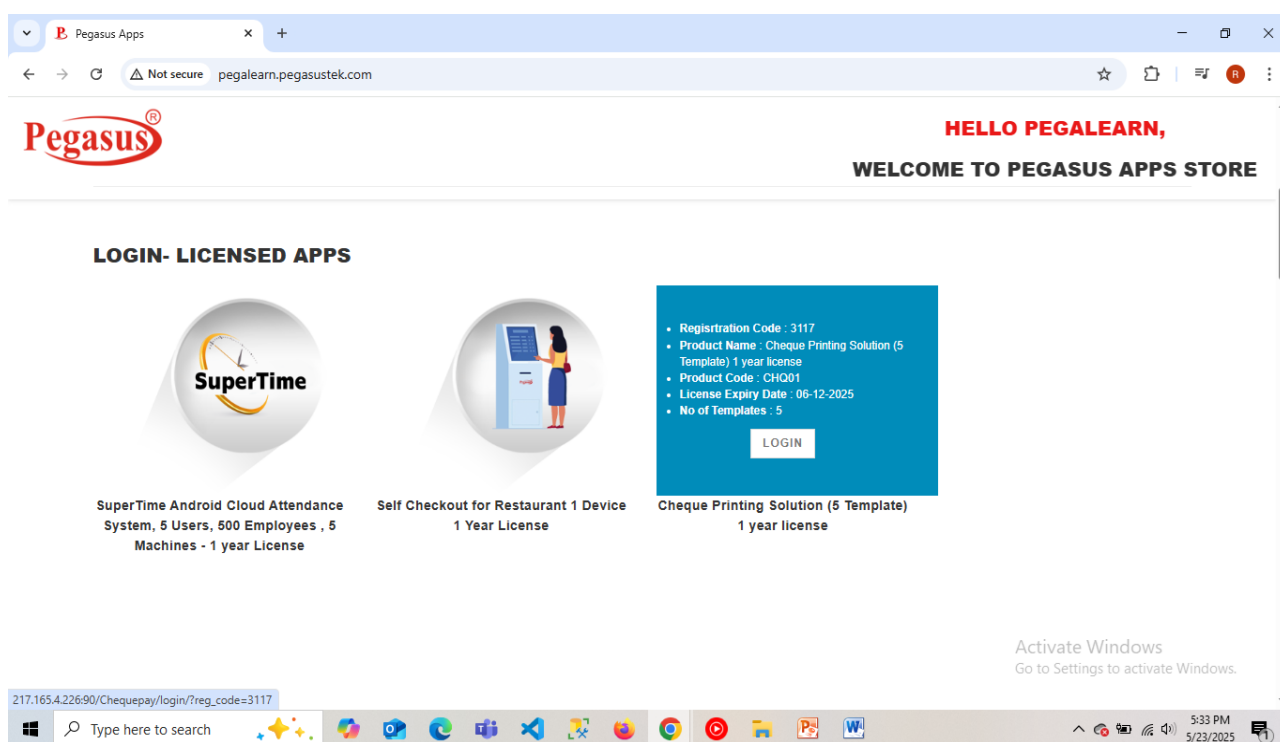 Pegasus Apps
Not secure
pegalearn.pegasustek.com
R
Pegasus®
HELLO PEGALEARN,
WELCOME TO PEGASUS APPS STORE
LOGIN- LICENSED APPS
SuperTime
SuperTime Android Cloud Attendance
System, 5 Users, 500 Employees , 5
Machines - 1 year License
Self Checkout for Restaurant 1 Device
1 Year License
Regisrtration Code : 3117
Product Name : Cheque Printing Solution (5
Template) 1 year license
Product Code : CHQ01
License Expiry Date : 06-12-2025
No of Templates : 5
LOGIN
Cheque Printing Solution (5 Template)
1 year license
Activate Windows
Go to Settings to activate Windows.
217.165.4.226:90/Chequepay/login/?reg_code=3117
Type here to search
5:33 PM
5/23/2025